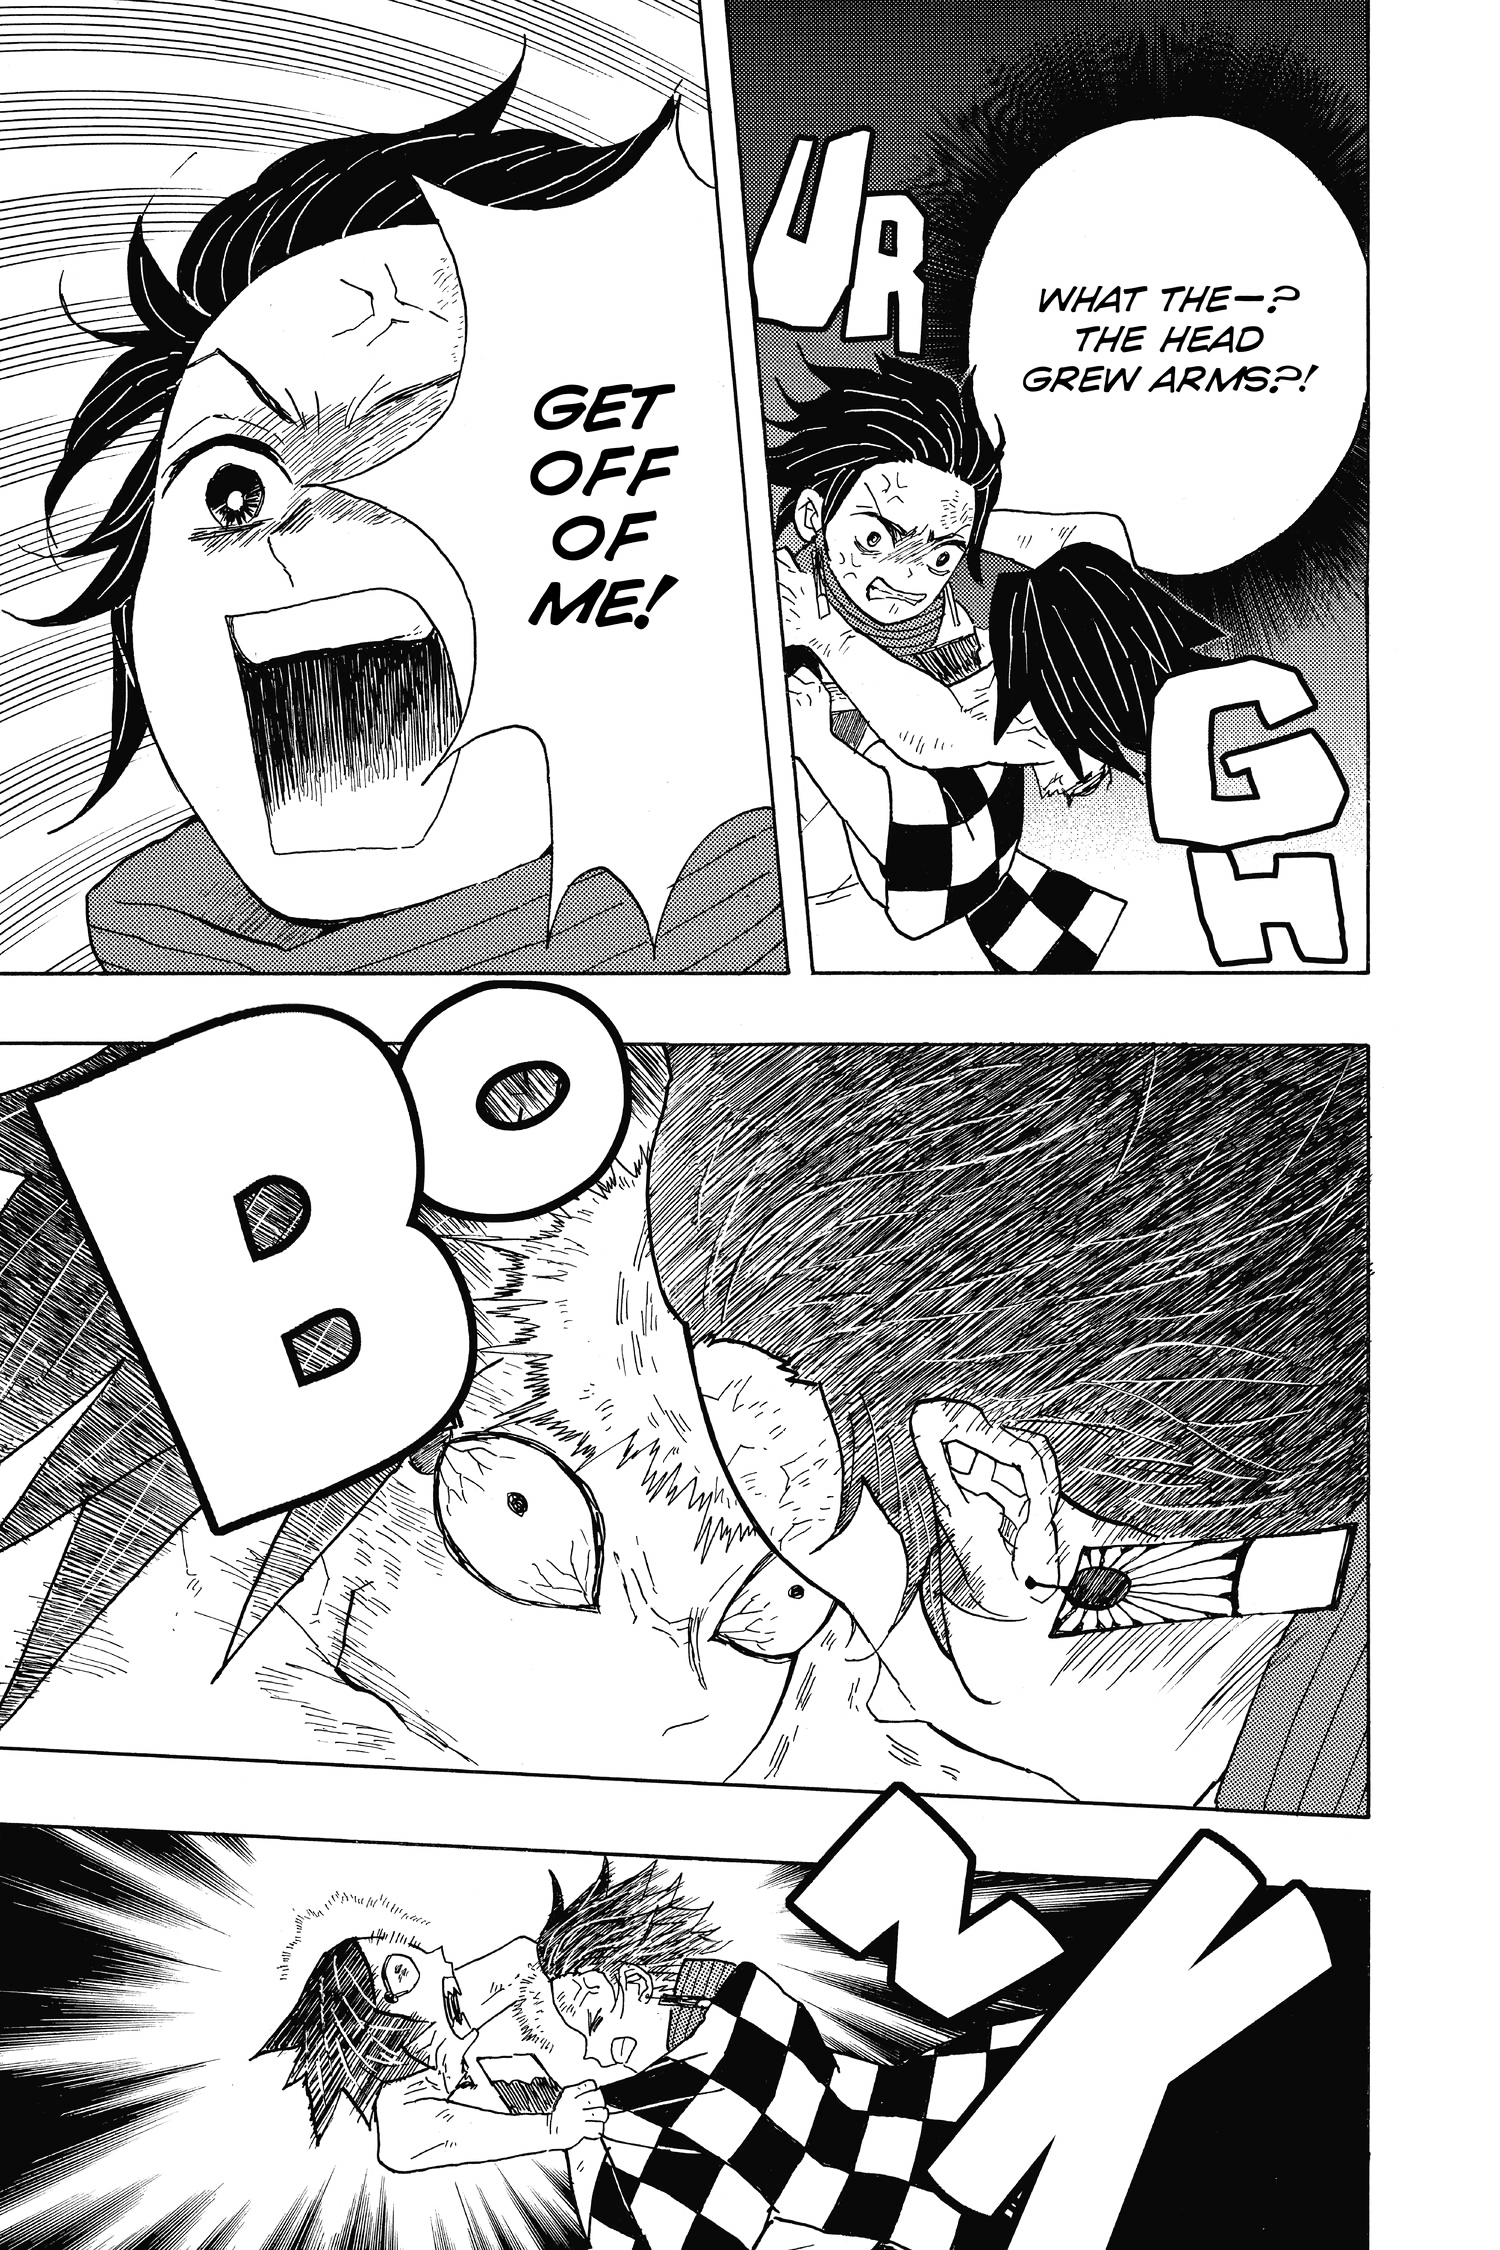 WHAT THE—?
THE HEAD
GREW ARMS?!
UR
GH
GET
OFF
OF
ME!
BO
NK